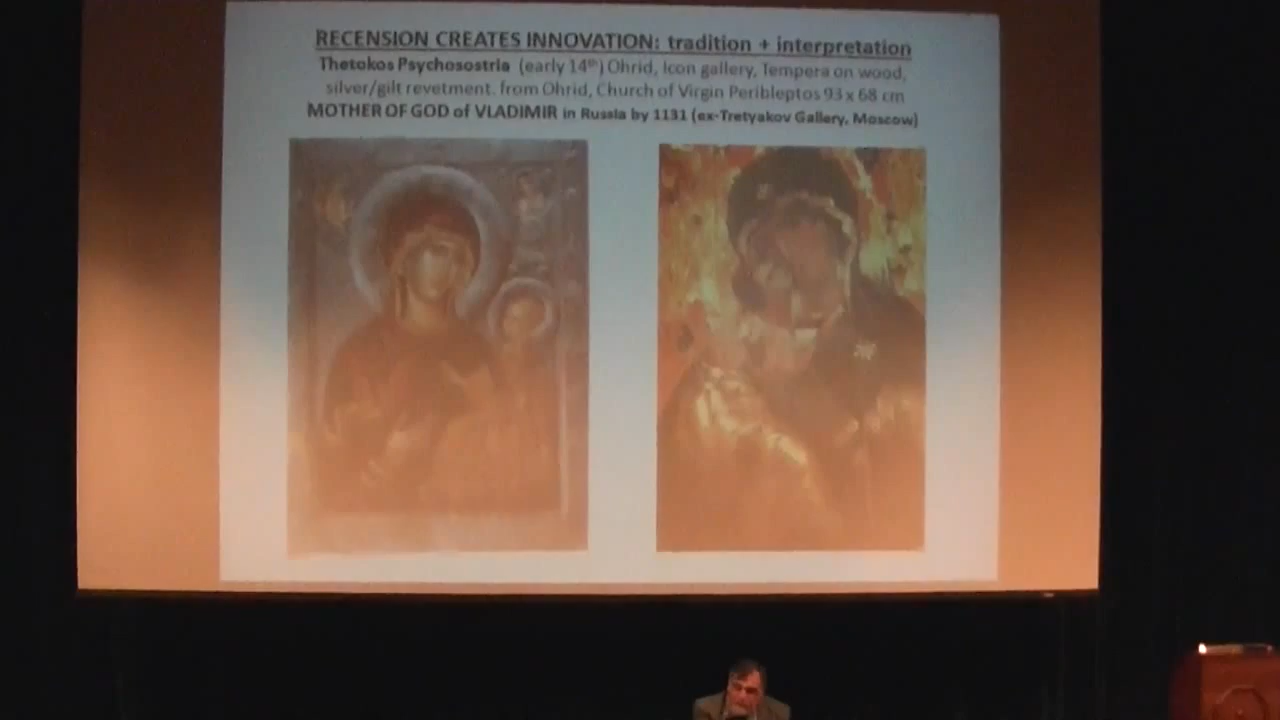 RECENSION CREATES INNOVATION: tradition + interpretation
Thetokos Psychosostria (early 14th) Ohrid, Icon gallery, Tempera on wood,
silver/gilt revetment. from Ohrid, Church of Virgin Peribleptos 93 x 68 cm
MOTHER OF GOD of VLADIMIR in Russia by 1131 (ex-Tretyakov Gallery, Moscow)